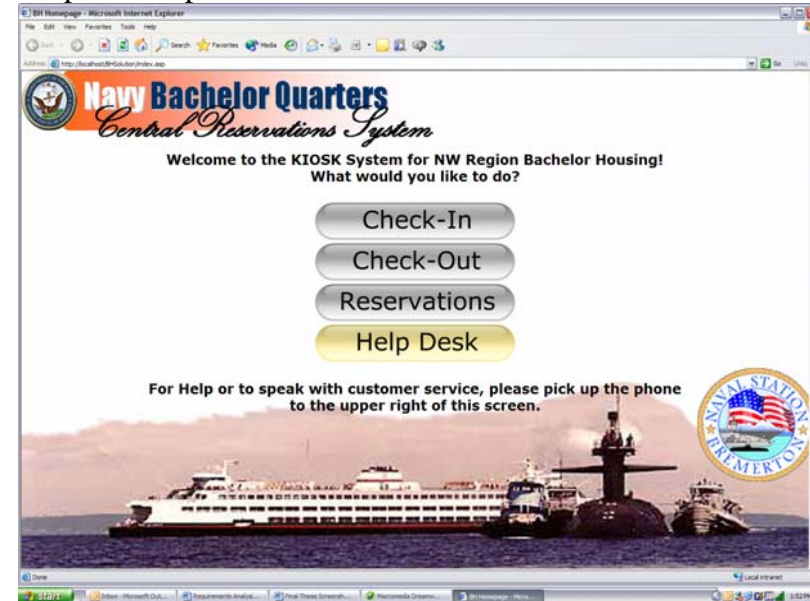 BH Homepage - Microsoft Internet Explorer
File Edit View Favorites Tools Help
Back Search Favorites Media
Address http://localhost/BHSolution/index.asp Go Links
Navy Bachelor Quarters
Central Reservations System
Welcome to the KIOSK System for NW Region Bachelor Housing!
What would you like to do?
Check-In
Check-Out
Reservations
Help Desk
For Help or to speak with customer service, please pick up the phone
to the upper right of this screen.
NAVAL STATION
BREMERTON
Done Local intranet
start Inbox - Microsoft Out... Requirements Analysi... Final Thesis Screensh... Macromedia Dreamw... BH Homepage - Micro...